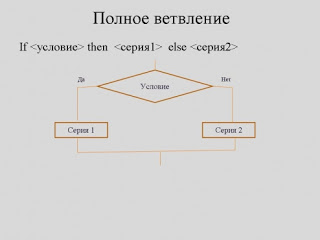 Полное ветвление
If <условие> then <серия1> else <серия2>
Да
Нет
Условие
Серия 1
Серия 2